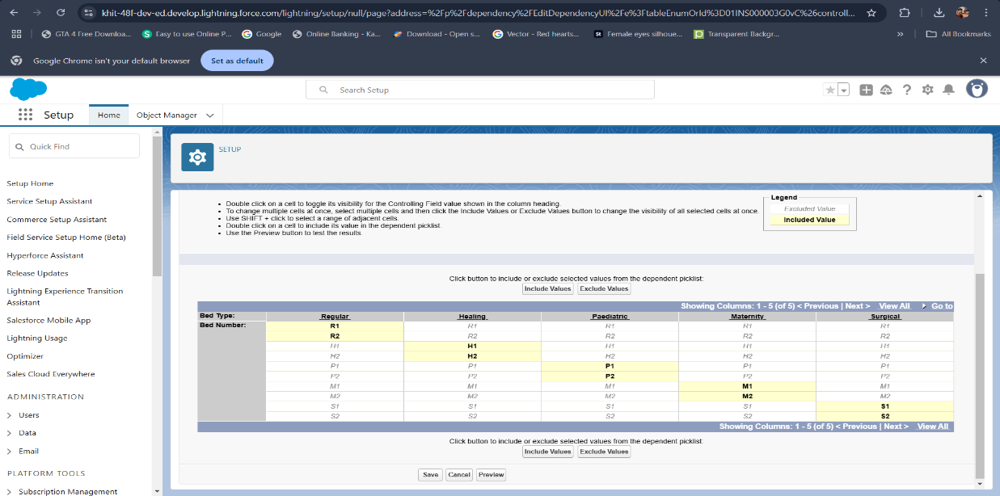 khit-48f-dev-ed.develop.lightning.force.com/lightning/setup/null/page?address=%2Fp%2Fdependency%2FEditDependencyUI%2Fe%3FtableEnumOrId%3D01INS000003G0vC%26controll...
GTA 4 Free Downloa... Easy to use Online P... Google Online Banking - Ka... Download - Open s... Vector - Red hearts... St Female eyes silhoue... Transparent Backgr... » All Bookmarks
Google Chrome isn't your default browser Set as default
Search Setup
Setup Home Object Manager
Quick Find
SETUP
Setup Home
Service Setup Assistant
Commerce Setup Assistant
Field Service Setup Home (Beta)
Hyperforce Assistant
Release Updates
Lightning Experience Transition
Assistant
Salesforce Mobile App
Lightning Usage
Optimizer
Sales Cloud Everywhere
ADMINISTRATION
Users
Data
Email
PLATFORM TOOLS
Subscription Management
• Double click on a cell to toggle its visibility for the Controlling Field value shown in the column heading.
• To change multiple cells at once, select multiple cells and then click the Include Values or Exclude Values button to change the visibility of all selected cells at once.
• Use SHIFT + click to select a range of adjacent cells.
• Double click on a cell to include its value in the dependent picklist.
• Use the Preview button to test the results.
Legend
Excluded Value
Included Value
Click button to include or exclude selected values from the dependent picklist:
Include Values Exclude Values
Showing Columns: 1 - 5 (of 5) < Previous | Next > View All Go to
Bed Type: Regular Healing Paediatric Maternity Surgical
Bed Number: R1 R1 R1 R1 R1
R2 R2 R2 R2 R2
H1 H1 H1 H1 H1
H2 H2 H2 H2 H2
P1 P1 P1 P1 P1
P2 P2 P2 P2 P2
M1 M1 M1 M1 M1
M2 M2 M2 M2 M2
S1 S1 S1 S1 S1
S2 S2 S2 S2 S2
Showing Columns: 1 - 5 (of 5) < Previous | Next > View All
Click button to include or exclude selected values from the dependent picklist:
Include Values Exclude Values
Save Cancel Preview